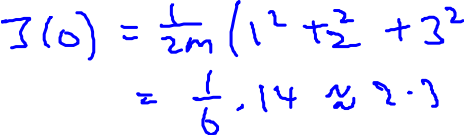 J(0) = 1/2m (1² + 2² + 3²
= 1/6 · 14 ≈ 2.3